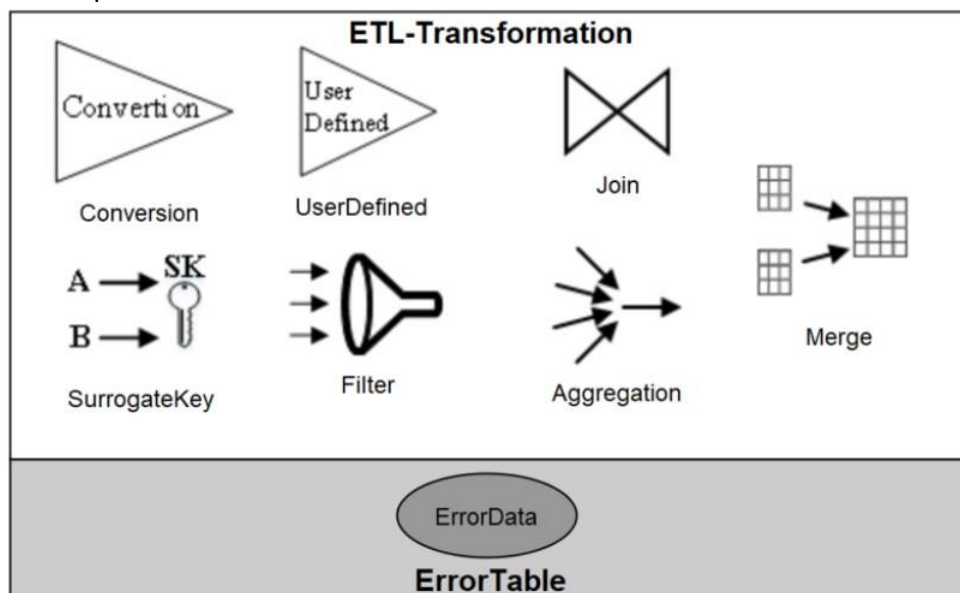 ETL-Transformation
Convertion
User
Defined
Conversion
UserDefined
Join
A
SK
B
SurrogateKey
Filter
Aggregation
Merge
ErrorData
ErrorTable